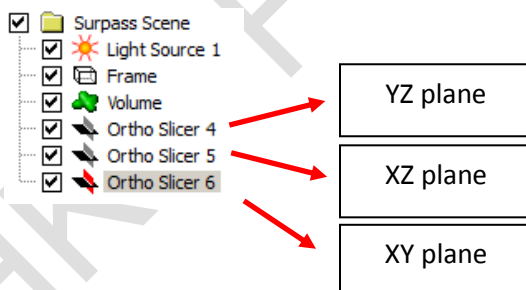 Surpass Scene
Light Source 1
Frame
Volume
Ortho Slicer 4
Ortho Slicer 5
Ortho Slicer 6
YZ plane
XZ plane
XY plane